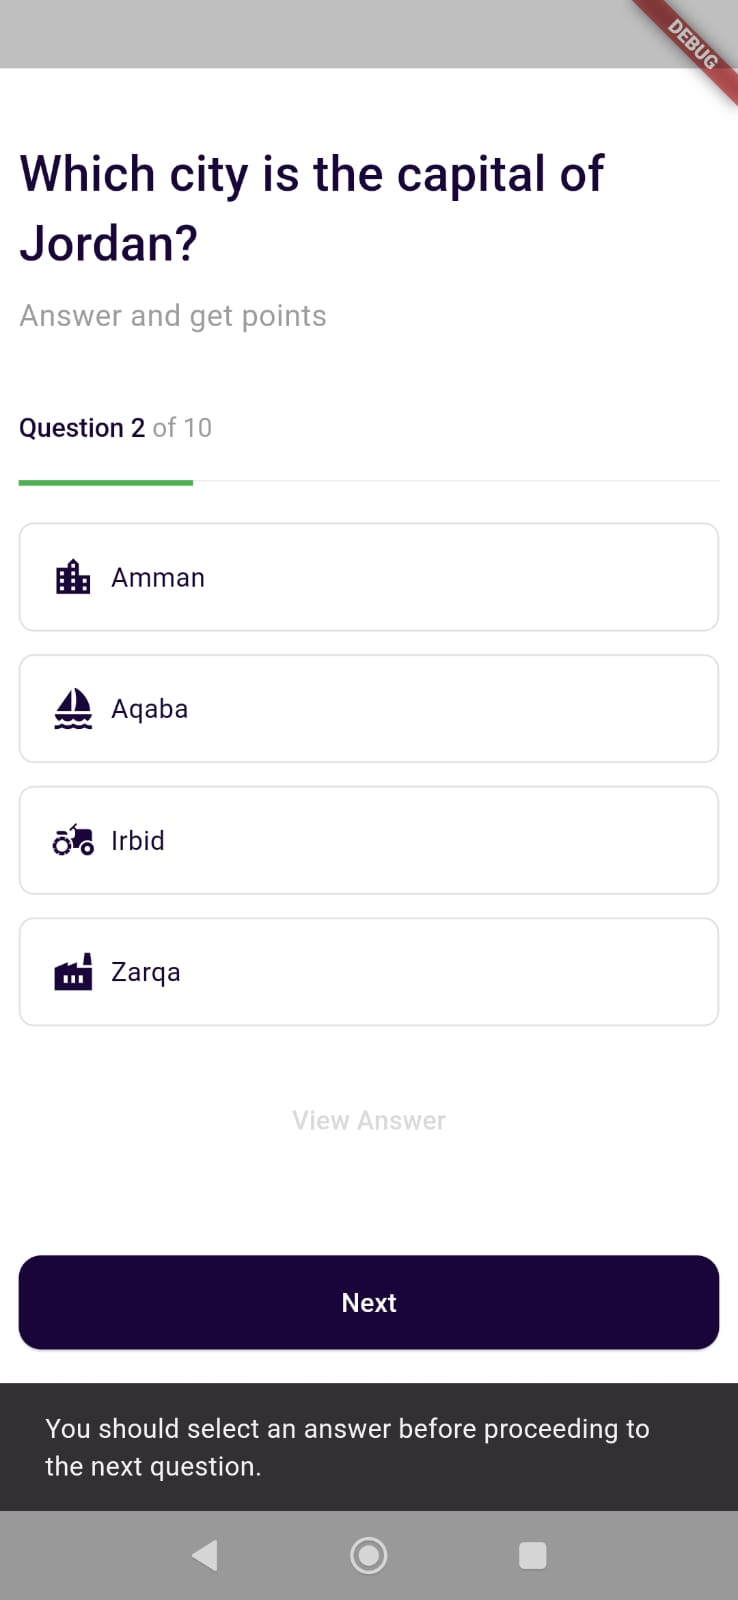 DEBUG
Which city is the capital of
Jordan?
Answer and get points
Question 2 of 10
Amman
Aqaba
Irbid
Zarqa
View Answer
Next
You should select an answer before proceeding to
the next question.